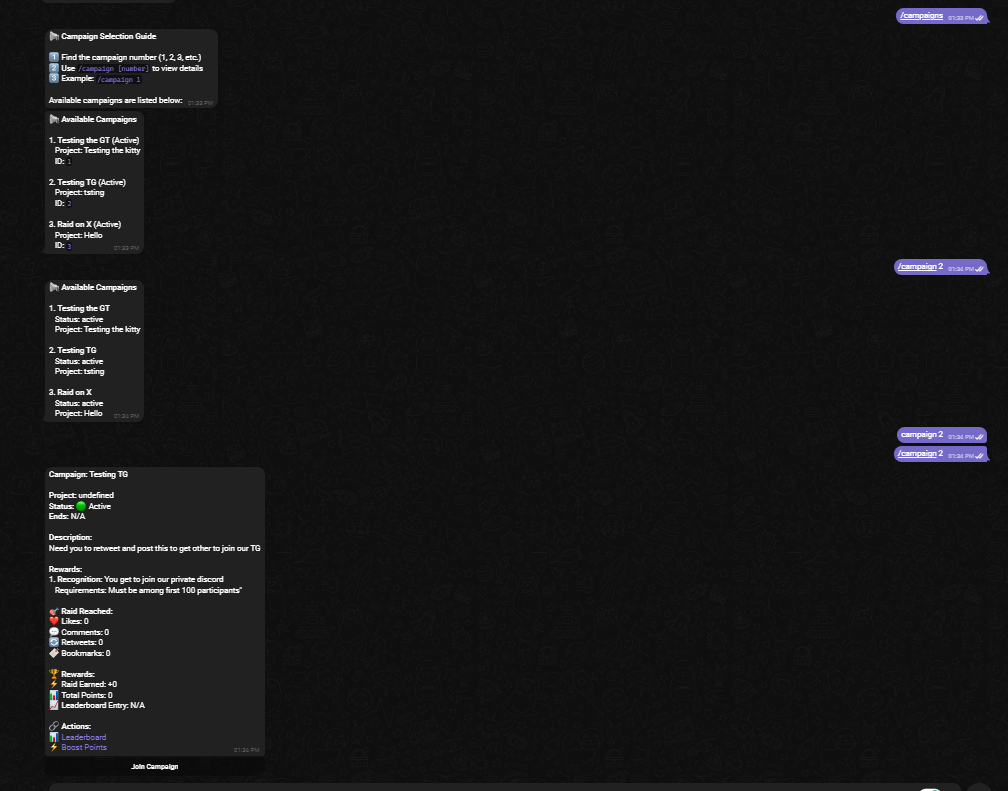 /campaigns 01:33 PM
Campaign Selection Guide
1 Find the campaign number (1, 2, 3, etc.)
2 Use /campaign [number] to view details
3 Example: /campaign 1
Available campaigns are listed below: 01:33 PM
Available Campaigns
1. Testing the GT (Active)
Project: Testing the kitty
ID: 1
2. Testing TG (Active)
Project: tsting
ID: 2
3. Raid on X (Active)
Project: Hello
ID: 3 01:33 PM
/campaign 2 01:34 PM
Available Campaigns
1. Testing the GT
Status: active
Project: Testing the kitty
2. Testing TG
Status: active
Project: tsting
3. Raid on X
Status: active
Project: Hello 01:34 PM
campaign 2 01:34 PM
/campaign 2 01:34 PM
Campaign: Testing TG
Project: undefined
Status: Active
Ends: N/A
Description:
Need you to retweet and post this to get other to join our TG
Rewards:
1. Recognition: You get to join our private discord
Requirements: Must be among first 100 participants"
Raid Reached:
Likes: 0
Comments: 0
Retweets: 0
Bookmarks: 0
Rewards:
Raid Earned: +0
Total Points: 0
Leaderboard Entry: N/A
Actions:
Leaderboard
Boost Points 01:34 PM
Join Campaign